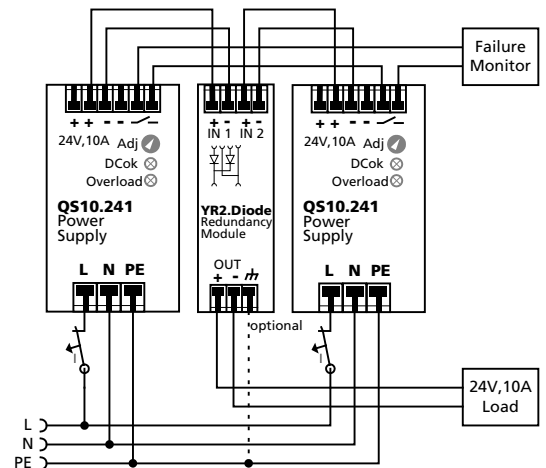 Failure
Monitor
+ + - -
24V,10A Adj
DCok
Overload
QS10.241
Power
Supply
L N PE
I
+ - + -
IN 1 IN 2
YR2.Diode
Redundancy
Module
OUT
+ -
optional
+ + - -
24V,10A Adj
DCok
Overload
QS10.241
Power
Supply
L N PE
I
24V,10A
Load
L
N
PE